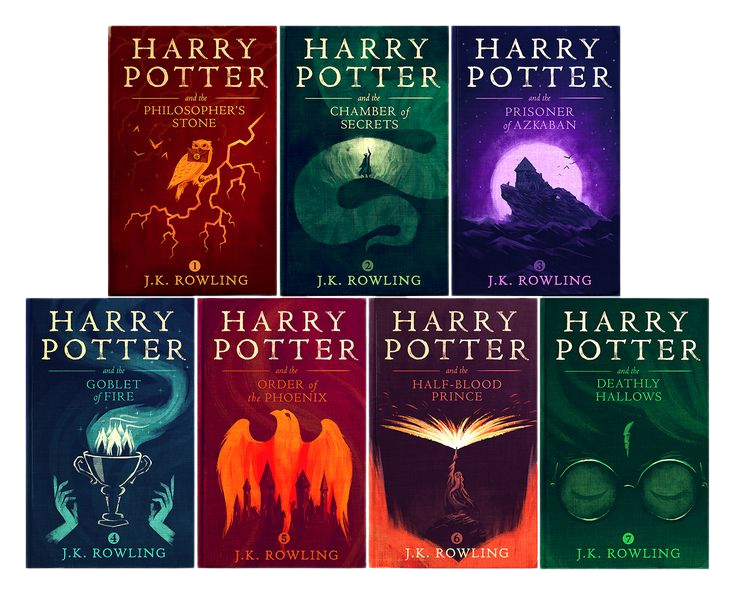 HARRY
POTTER
and the
PHILOSOPHER'S
STONE
1
J.K. ROWLING
HARRY
POTTER
and the
CHAMBER of
SECRETS
2
J.K. ROWLING
HARRY
POTTER
and the
PRISONER
of AZKABAN
3
J.K. ROWLING
HARRY
POTTER
and the
GOBLET
of FIRE
4
J.K. ROWLING
HARRY
POTTER
and the
ORDER of
the PHOENIX
5
J.K. ROWLING
HARRY
POTTER
and the
HALF-BLOOD
PRINCE
6
J.K. ROWLING
HARRY
POTTER
and the
DEATHLY
HALLOWS
7
J.K. ROWLING